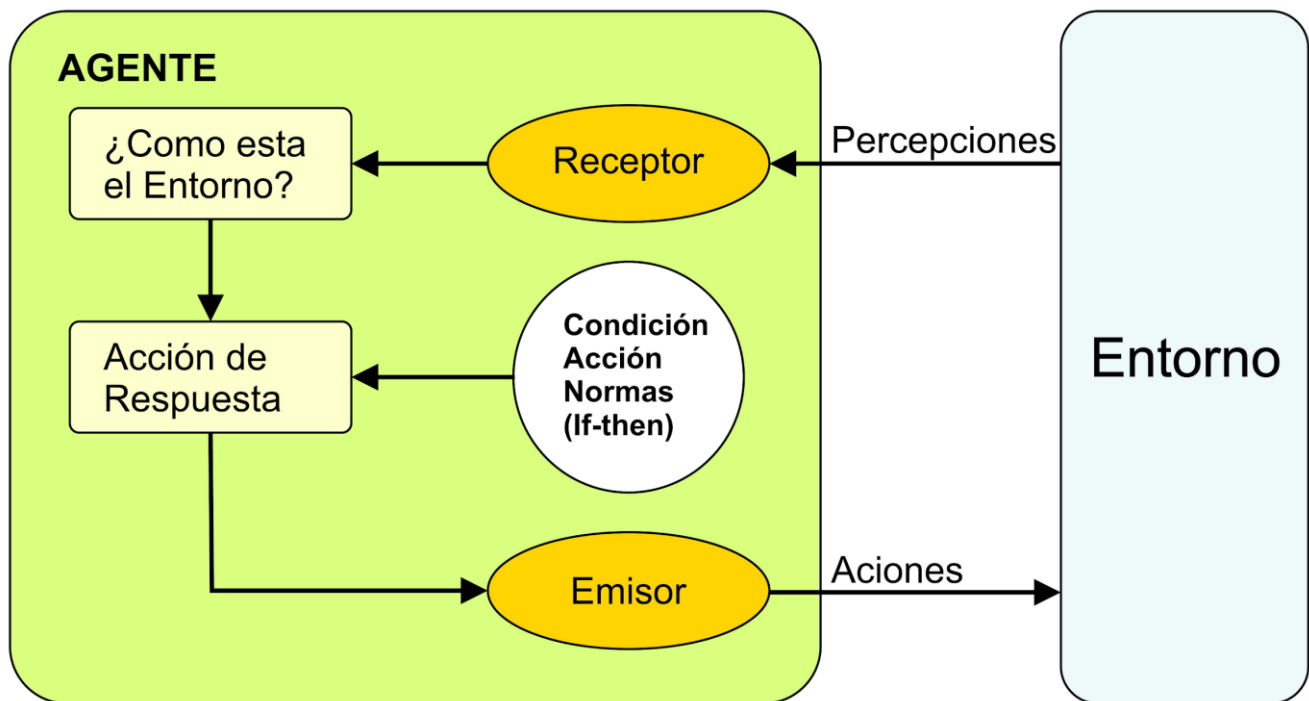 AGENTE
¿Como esta
el Entorno?
Receptor
Percepciones
Condición
Acción
Normas
(If-then)
Acción de
Respuesta
Entorno
Emisor
Aciones